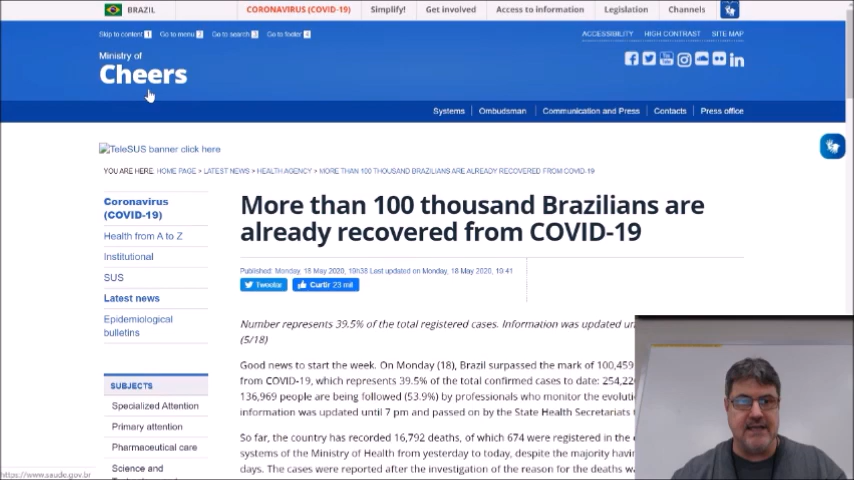 BRAZIL CORONAVIRUS (COVID-19) Simplify! Get involved Access to information Legislation Channels
Skip to content 1 Go to menu 2 Go to search 3 Go to footer 4 ACCESSIBILITY HIGH CONTRAST SITE MAP
Ministry of
Cheers
Systems Ombudsman Communication and Press Contacts Press office
TeleSUS banner click here
YOU ARE HERE: HOME PAGE > LATEST NEWS > HEALTH AGENCY > MORE THAN 100 THOUSAND BRAZILIANS ARE ALREADY RECOVERED FROM COVID-19
Coronavirus
(COVID-19)
Health from A to Z
Institutional
SUS
Latest news
Epidemiological
bulletins
SUBJECTS
Specialized Attention
Primary attention
Pharmaceutical care
Science and
More than 100 thousand Brazilians are
already recovered from COVID-19
Published: Monday, 18 May 2020, 19h38 Last updated on Monday, 18 May 2020, 19:41
Tweetar Curtir 23 mil
Number represents 39.5% of the total registered cases. Information was updated
(5/18)
Good news to start the week. On Monday (18), Brazil surpassed the mark of 100,459
from COVID-19, which represents 39.5% of the total confirmed cases to date: 254,22
136,969 people are being followed (53.9%) by professionals who monitor the
information was updated until 7 pm and passed on by the State Health Secretariats
So far, the country has recorded 16,792 deaths, of which 674 were registered in the
systems of the Ministry of Health from yesterday to today, despite the majority
days. The cases were reported after the investigation of the reason for the deaths
https://www.saude.gov.br